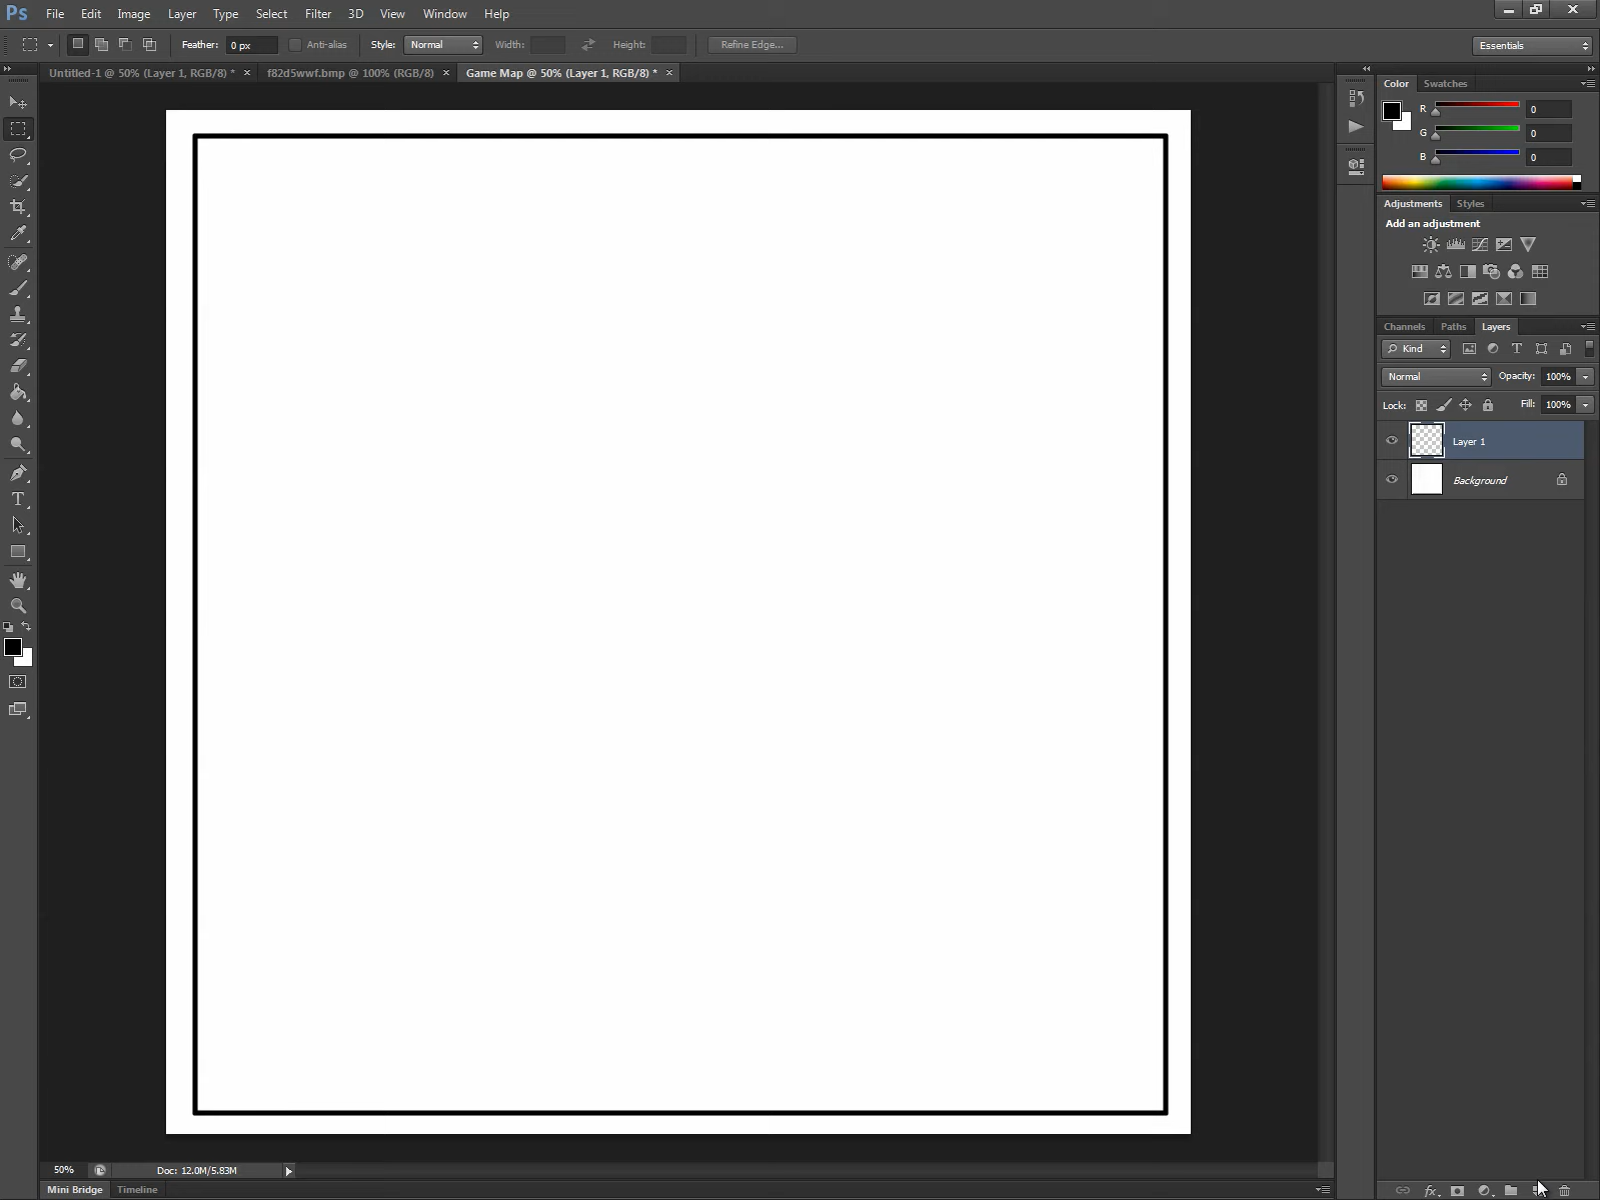 Ps File Edit Image Layer Type Select Filter 3D View Window Help
Feather: 0 px Anti-alias Style: Normal Width: Height: Refine Edge... Essentials
Untitled-1 @ 50% (Layer 1, RGB/8) * × f82d5wwf.bmp @ 100% (RGB/8) × Game Map @ 50% (Layer 1, RGB/8) * ×
Color Swatches
R 0
G 0
B 0
Adjustments Styles
Add an adjustment
Channels Paths Layers
Kind
Normal Opacity: 100%
Lock: Fill: 100%
Layer 1
Background
50% Doc: 12.0M/5.83M
Mini Bridge Timeline